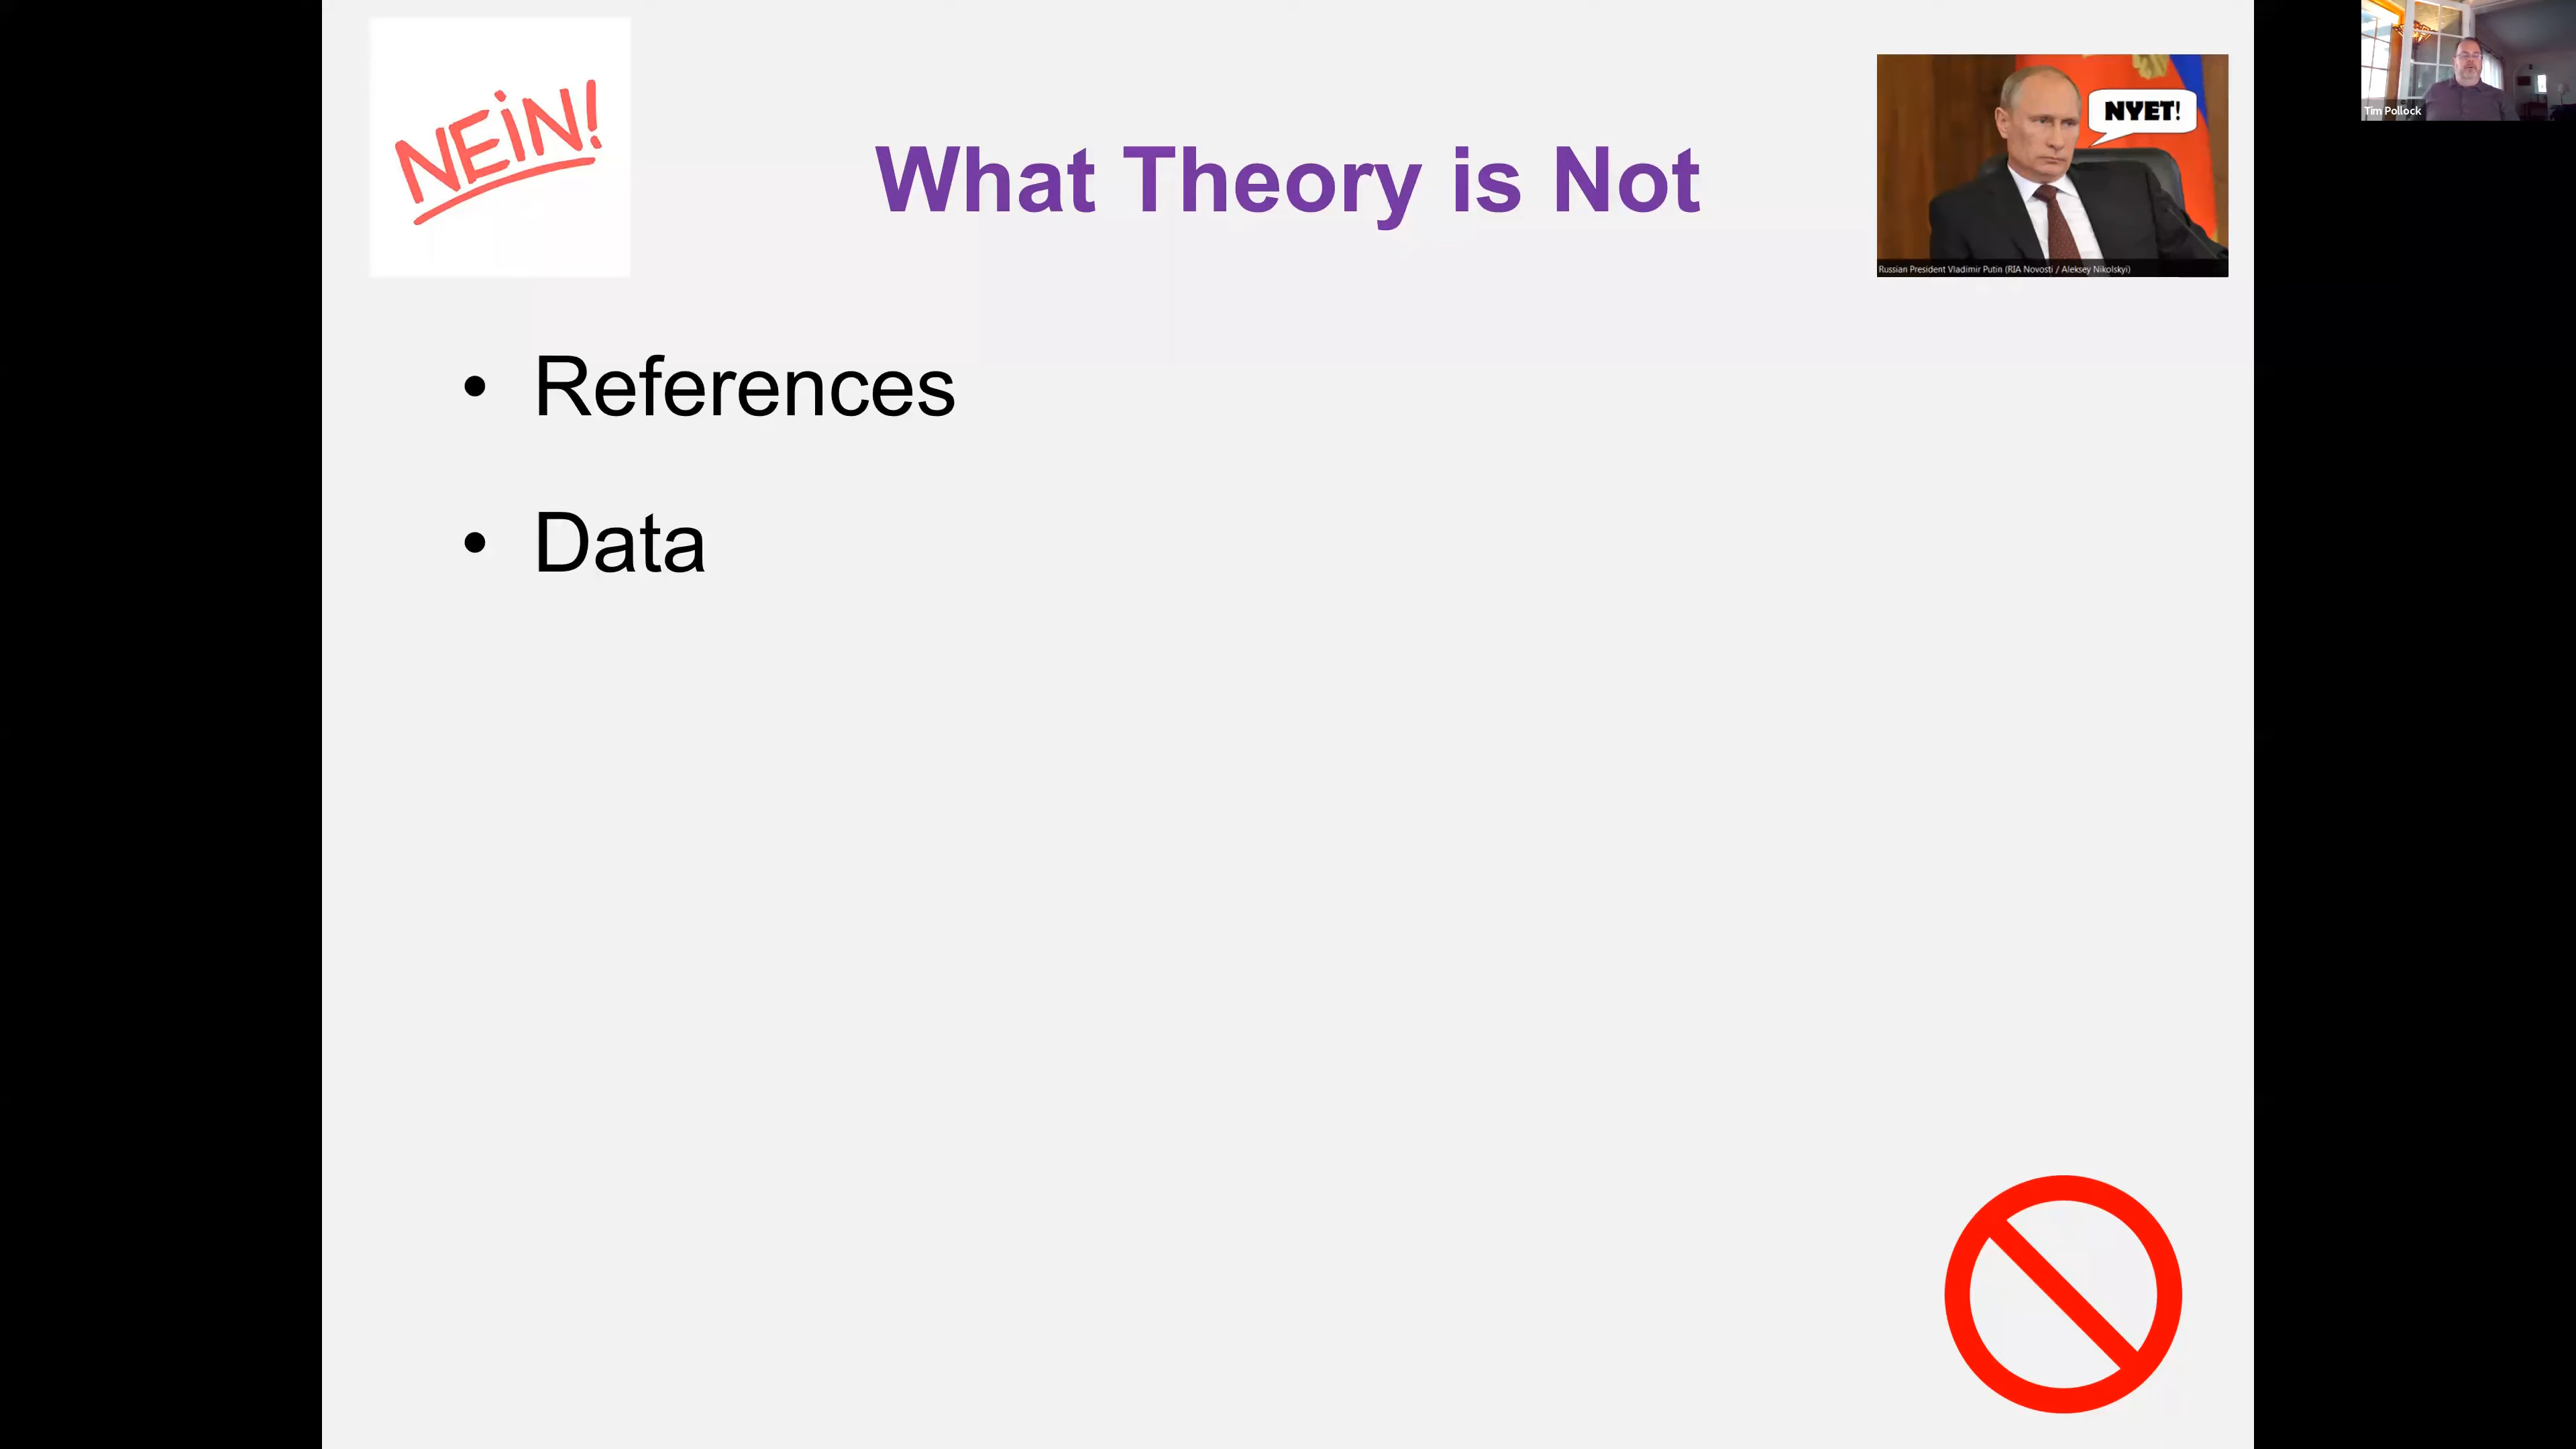 NEiN!
What Theory is Not
NYET!
Russian President Vladimir Putin (RIA Novosti / Aleksey Nikolskyi)
Tim Pollock
• References
• Data